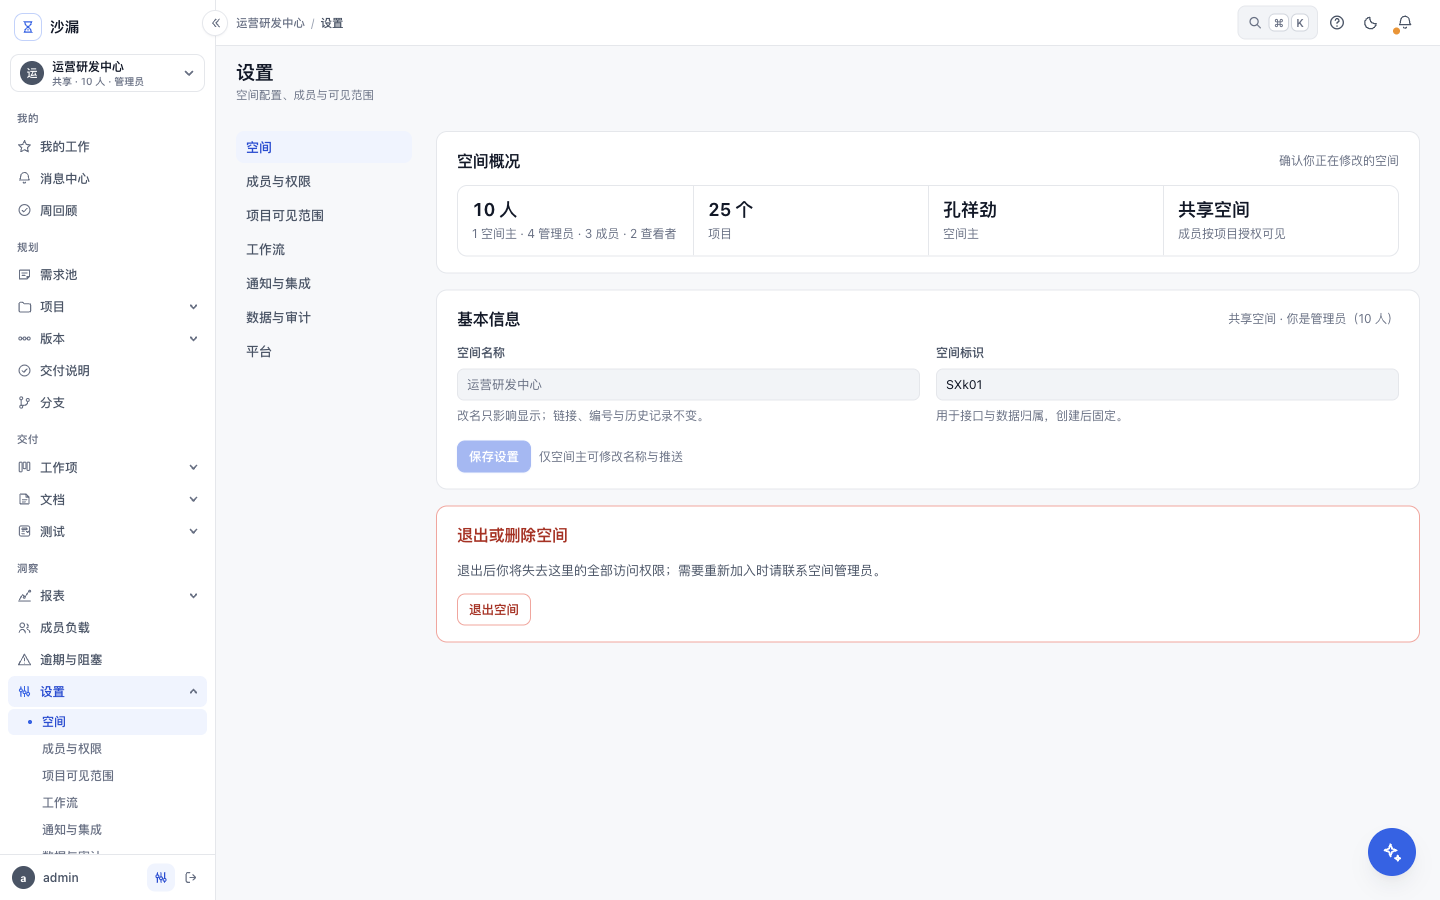 沙漏
运
运营研发中心
共享 · 10 人 · 管理员
我的
我的工作
消息中心
周回顾
规划
需求池
项目
版本
交付说明
分支
交付
工作项
文档
测试
洞察
报表
成员负载
逾期与阻塞
设置
空间
成员与权限
项目可见范围
工作流
通知与集成
a admin
运营研发中心 / 设置
⌘ K
设置
空间配置、成员与可见范围
空间
成员与权限
项目可见范围
工作流
通知与集成
数据与审计
平台
空间概况
确认你正在修改的空间
10 人
1 空间主 · 4 管理员 · 3 成员 · 2 查看者
25 个
项目
孔祥劲
空间主
共享空间
成员按项目授权可见
基本信息
共享空间 · 你是管理员（10 人）
空间名称
运营研发中心
改名只影响显示；链接、编号与历史记录不变。
空间标识
SXk01
用于接口与数据归属，创建后固定。
保存设置
仅空间主可修改名称与推送
退出或删除空间
退出后你将失去这里的全部访问权限；需要重新加入时请联系空间管理员。
退出空间